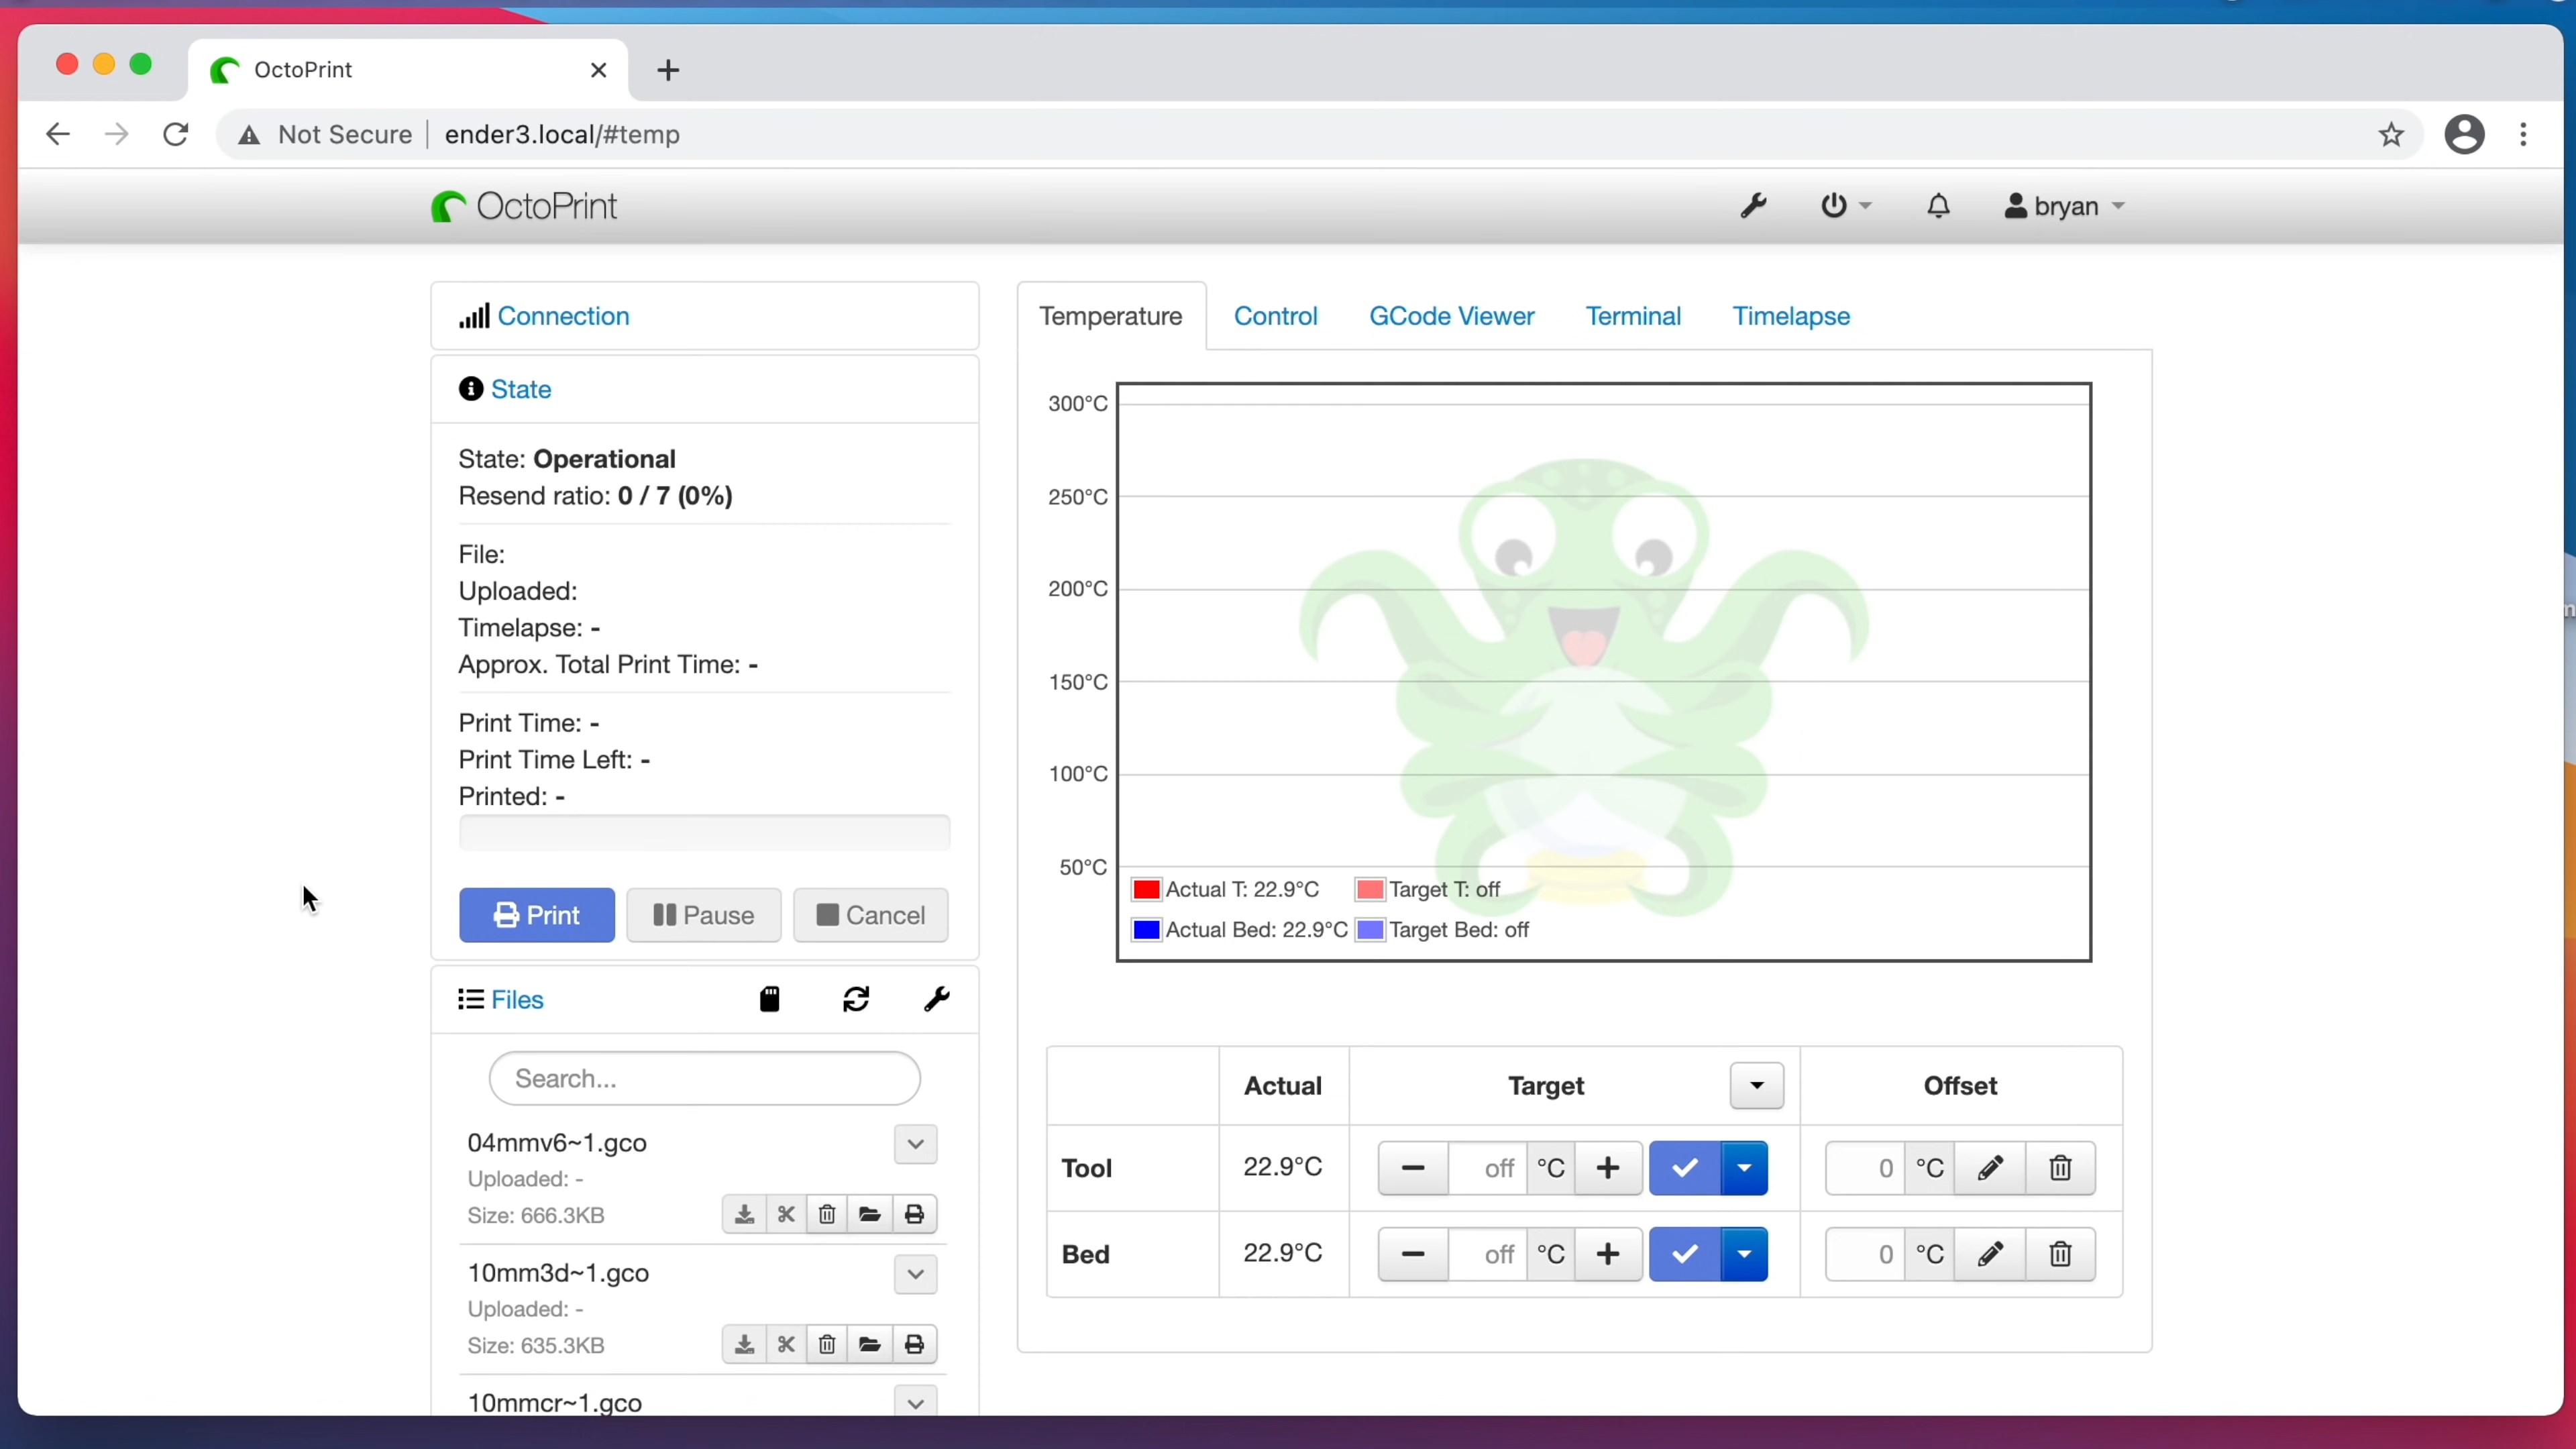 OctoPrint
Not Secure ender3.local/#temp
OctoPrint
bryan
Connection
State
State: Operational
Resend ratio: 0 / 7 (0%)
File:
Uploaded:
Timelapse: -
Approx. Total Print Time: -
Print Time: -
Print Time Left: -
Printed: -
Print Pause Cancel
Files
Search...
04mmv6~1.gco
Uploaded: -
Size: 666.3KB
10mm3d~1.gco
Uploaded: -
Size: 635.3KB
10mmcr~1.gco
Temperature Control GCode Viewer Terminal Timelapse
300°C
250°C
200°C
150°C
100°C
50°C
Actual T: 22.9°C Target T: off
Actual Bed: 22.9°C Target Bed: off
Actual Target Offset
Tool 22.9°C off °C 0 °C
Bed 22.9°C off °C 0 °C